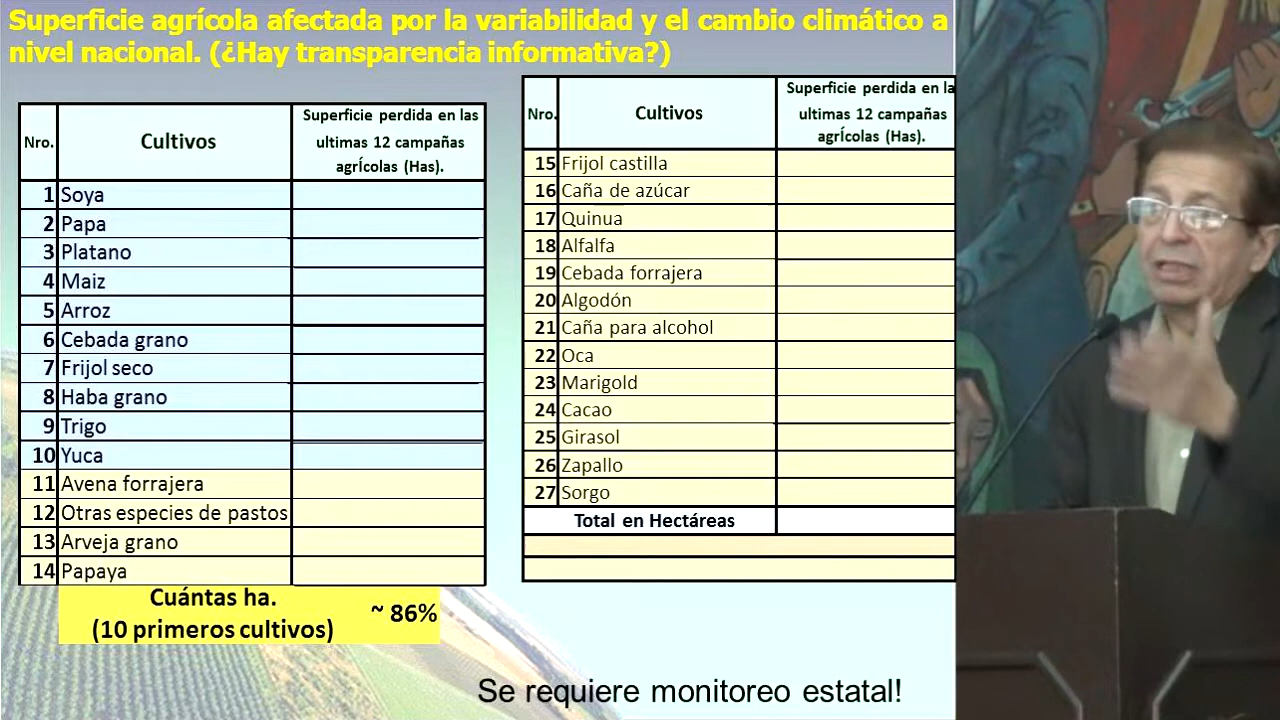 Superficie agrícola afectada por la variabilidad y el cambio climático a
nivel nacional. (¿Hay transparencia informativa?)
Nro. Cultivos Superficie perdida en las
ultimas 12 campañas
agrÍcolas (Has).
1 Soya
2 Papa
3 Platano
4 Maiz
5 Arroz
6 Cebada grano
7 Frijol seco
8 Haba grano
9 Trigo
10 Yuca
11 Avena forrajera
12 Otras especies de pastos
13 Arveja grano
14 Papaya
Cuántas ha.
(10 primeros cultivos) ~ 86%
Nro. Cultivos Superficie perdida en la
ultimas 12 campañas
agrÍcolas (Has).
15 Frijol castilla
16 Caña de azúcar
17 Quinua
18 Alfalfa
19 Cebada forrajera
20 Algodón
21 Caña para alcohol
22 Oca
23 Marigold
24 Cacao
25 Girasol
26 Zapallo
27 Sorgo
Total en Hectáreas
Se requiere monitoreo estatal!